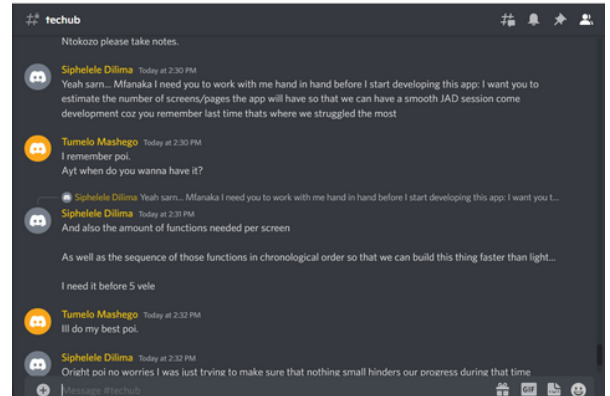 techub
Ntokozo please take notes.
Siphelele Dilima Today at 2:30 PM
Yeah sarn... Mfanaka I need you to work with me hand in hand before I start developing this app: I want you to
estimate the number of screens/pages the app will have so that we can have a smooth JAD session come
development coz you remember last time thats where we struggled the most
Tumelo Mashego Today at 2:30 PM
I remember poi.
Ayt when do you wanna have it?
Siphelele Dilima Yeah sarn... Mfanaka I need you to work with me hand in hand before I start developing this app: I want you t...
Siphelele Dilima Today at 2:31 PM
And also the amount of functions needed per screen
As well as the sequence of those functions in chronological order so that we can build this thing faster than light...
I need it before 5 vele
Tumelo Mashego Today at 2:32 PM
Ill do my best poi.
Siphelele Dilima Today at 2:32 PM
Oright poi no worries I was just trying to make sure that nothing small hinders our progress during that time
Message #techub
GIF